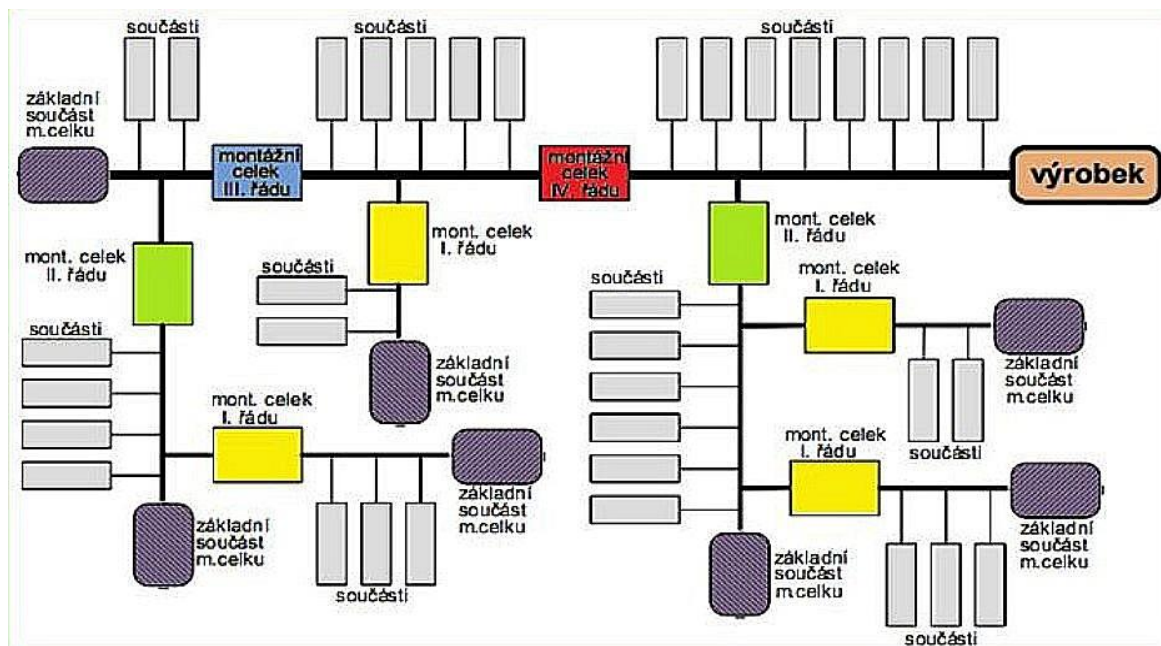 součásti
součásti
součásti
základní
součást
m.celku
montážní
celek
III. řádu
montážní
celek
IV. řádu
výrobek
mont. celek
II. řádu
mont. celek
I. řádu
mont. celek
II. řádu
součásti
součásti
mont. celek
I. řádu
součásti
základní
součást
m.celku
základní
součást
m.celku
mont. celek
I. řádu
mont. celek
I. řádu
součásti
základní
součást
m.celku
základní
součást
m.celku
základní
součást
m.celku
základní
součást
m.celku
součásti
součásti